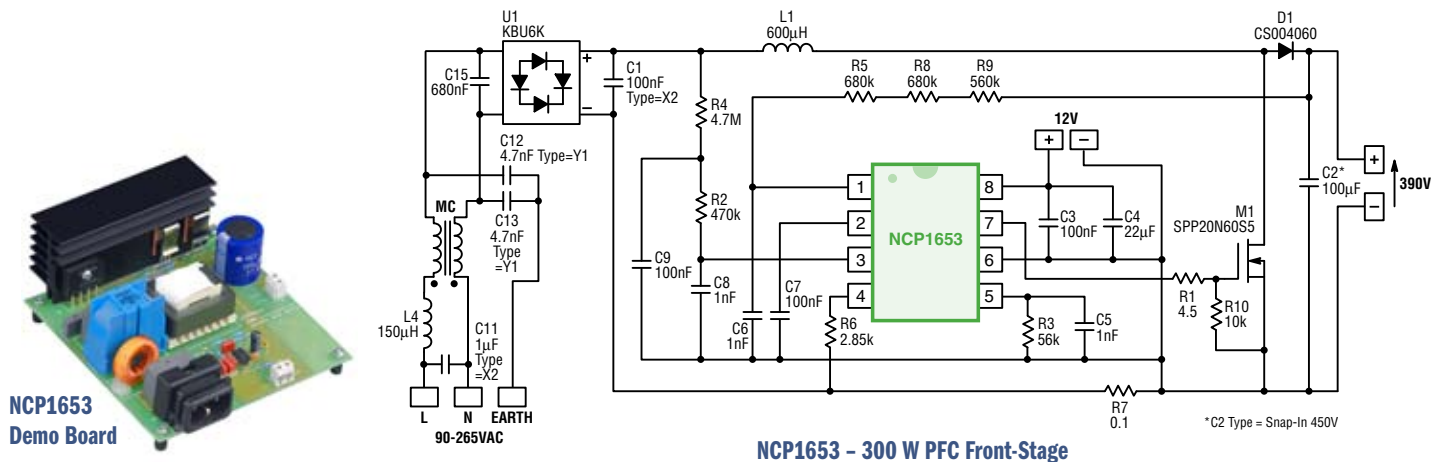 NCP1653
Demo Board
U1
KBU6K
+
−
C15
680nF
C1
100nF
Type=X2
L1
600µH
D1
CS004060
R5
680k
R8
680k
R9
560k
R4
4.7M
C12
4.7nF Type=Y1
12V
+
−
MC
C13
4.7nF
Type
=Y1
R2
470k
1
2
3
4
8
7
6
5
NCP1653
C3
100nF
C4
22µF
C2*
100µF
+
−
390V
M1
SPP20N60S5
C9
100nF
C8
1nF
C7
100nF
C6
1nF
R6
2.85k
R3
56k
C5
1nF
R1
4.5
R10
10k
L4
150µH
C11
1µF
Type
=X2
L
N
EARTH
90-265VAC
R7
0.1
*C2 Type = Snap-In 450V
NCP1653 – 300 W PFC Front-Stage